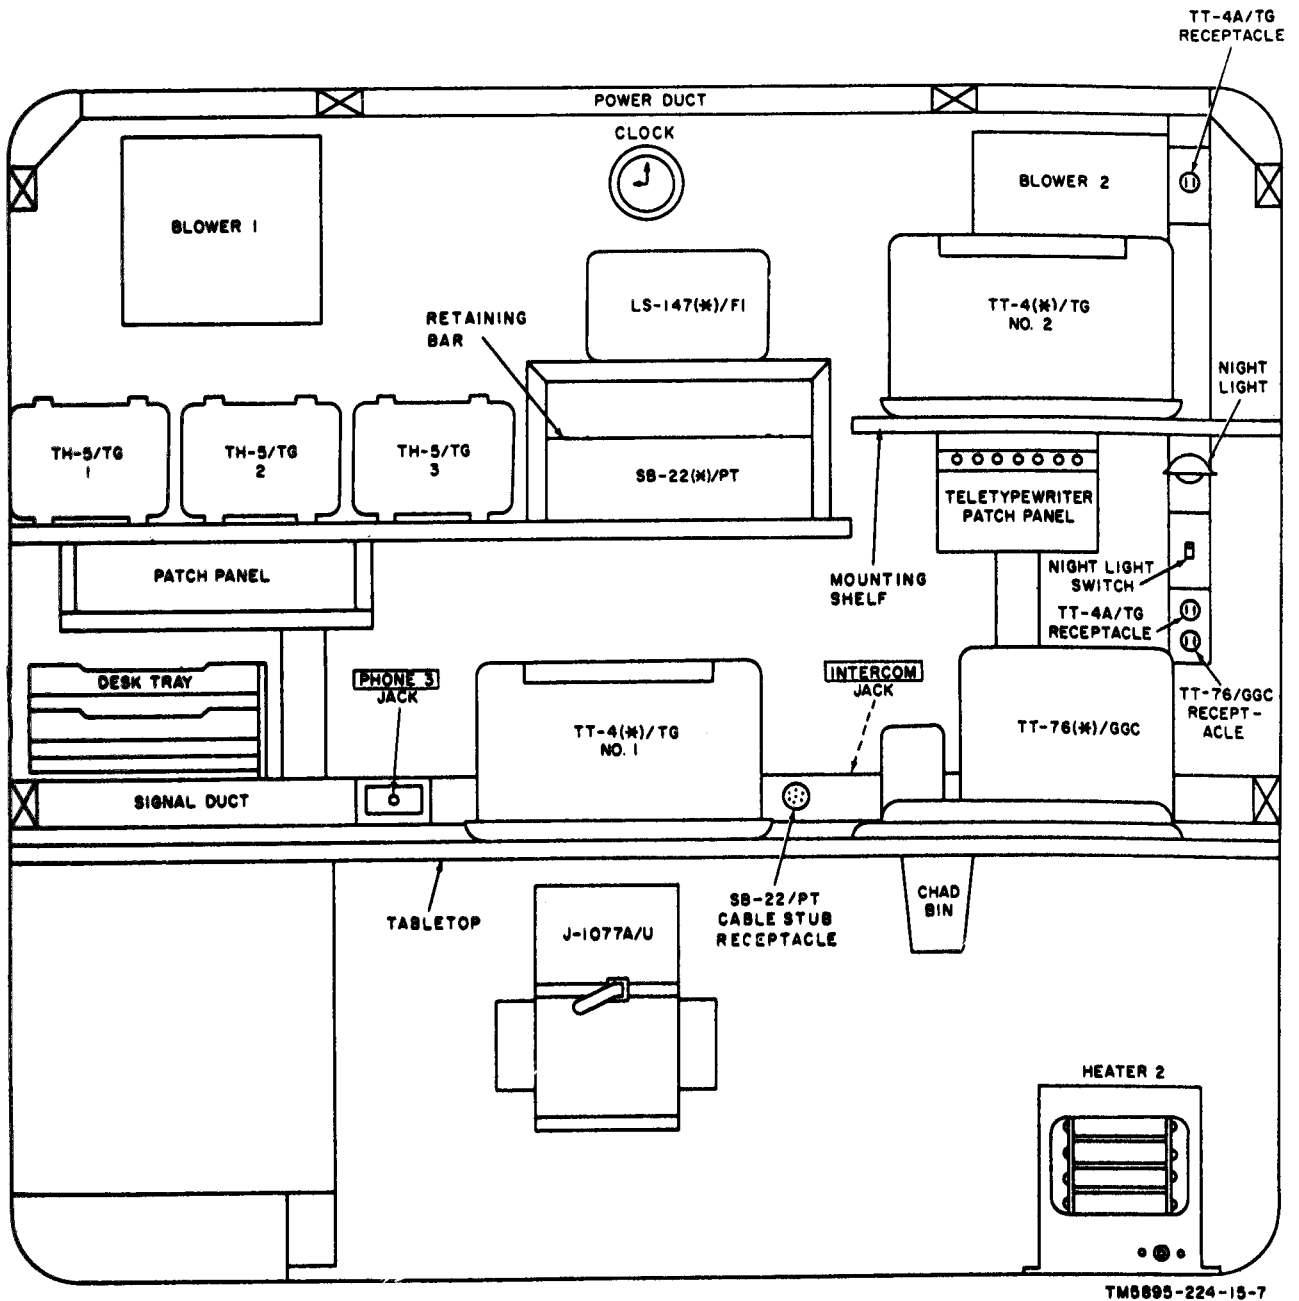 TT-4A/TG
RECEPTACLE
POWER DUCT
CLOCK
BLOWER 1
BLOWER 2
LS-147(*)/FI
TT-4(*)/TG
NO. 2
RETAINING
BAR
NIGHT
LIGHT
TH-5/TG
1
TH-5/TG
2
TH-5/TG
3
SB-22(*)/PT
TELETYPEWRITER
PATCH PANEL
PATCH PANEL
MOUNTING
SHELF
NIGHT LIGHT
SWITCH
TT-4A/TG
RECEPTACLE
DESK TRAY
PHONE 3
JACK
INTERCOM
JACK
TT-76/GGC
RECEPT-
ACLE
TT-4(*)/TG
NO. 1
TT-76(*)/GGC
SIGNAL DUCT
TABLETOP
SB-22/PT
CABLE STUB
RECEPTACLE
CHAD
BIN
J-1077A/U
HEATER 2
TM5895-224-15-7